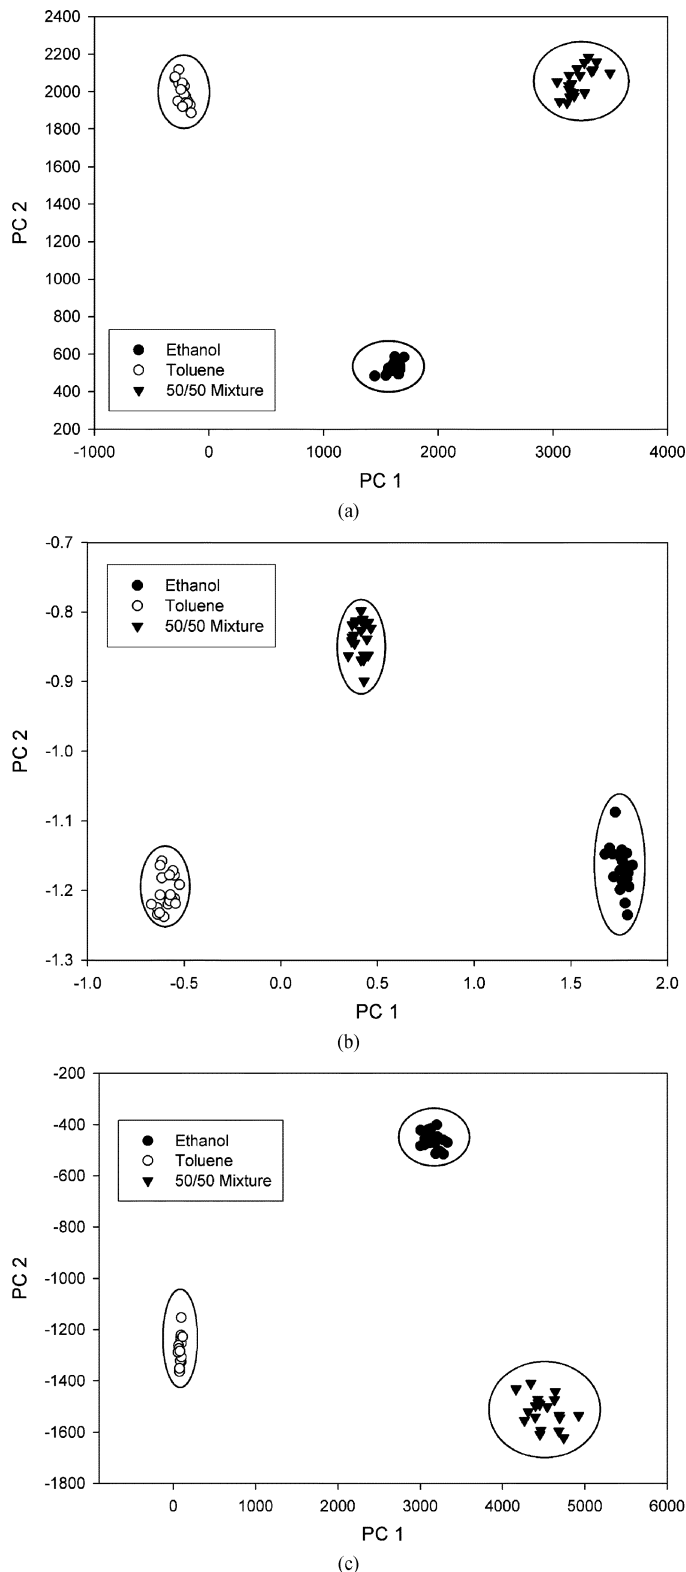 2400
2200
2000
1800
1600
1400
1200
1000
800
600
400
200
PC 2
Ethanol
Toluene
50/50 Mixture
-1000 0 1000 2000 3000 4000
PC 1
(a)
-0.7
-0.8
-0.9
-1.0
-1.1
-1.2
-1.3
PC 2
Ethanol
Toluene
50/50 Mixture
-1.0 -0.5 0.0 0.5 1.0 1.5 2.0
PC 1
(b)
-200
-400
-600
-800
-1000
-1200
-1400
-1600
-1800
PC 2
Ethanol
Toluene
50/50 Mixture
0 1000 2000 3000 4000 5000 6000
PC 1
(c)